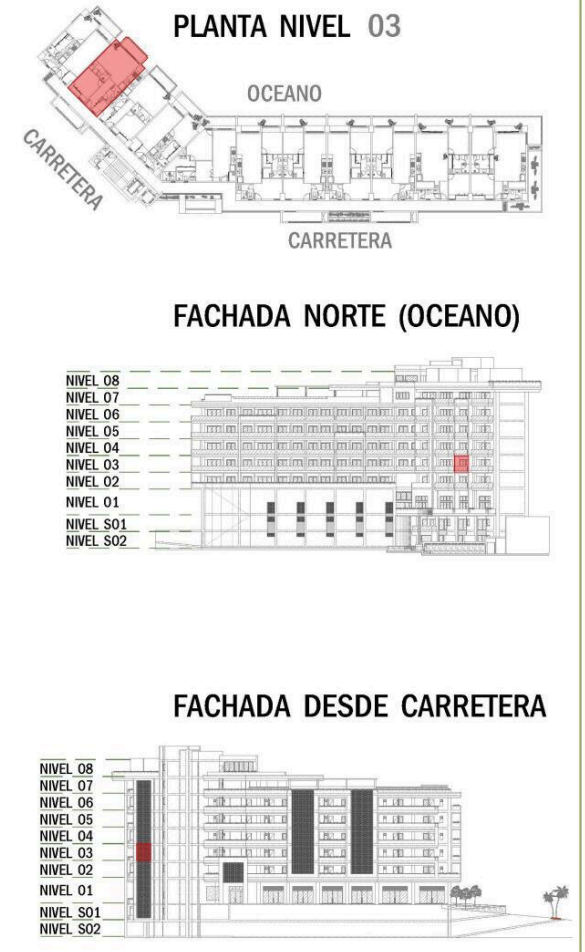 PLANTA NIVEL 03
OCEANO
CARRETERA
CARRETERA
FACHADA NORTE (OCEANO)
NIVEL 08
NIVEL 07
NIVEL 06
NIVEL 05
NIVEL 04
NIVEL 03
NIVEL 02
NIVEL 01
NIVEL S01
NIVEL S02
FACHADA DESDE CARRETERA
NIVEL 08
NIVEL 07
NIVEL 06
NIVEL 05
NIVEL 04
NIVEL 03
NIVEL 02
NIVEL 01
NIVEL S01
NIVEL S02